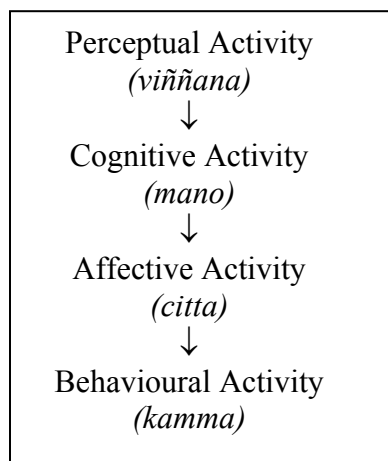 Perceptual Activity
(viññana)
↓
Cognitive Activity
(mano)
↓
Affective Activity
(citta)
↓
Behavioural Activity
(kamma)